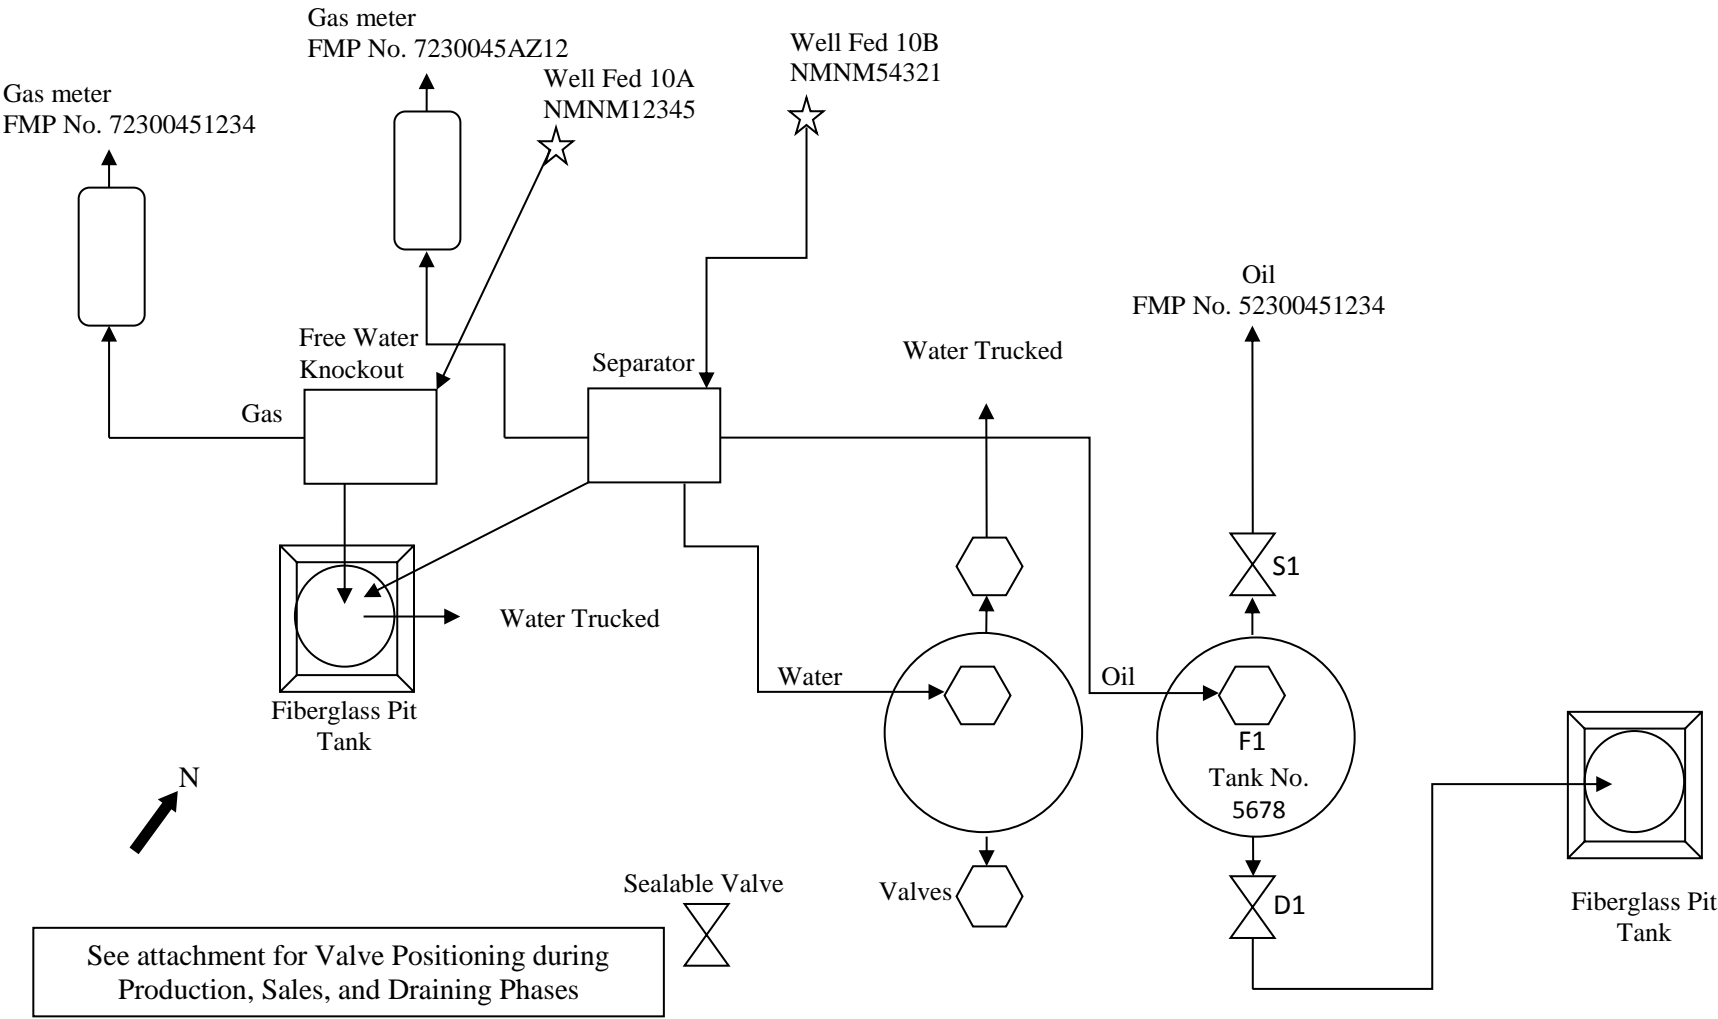 Gas meter
FMP No. 7230045AZ12
Well Fed 10B
NMNM54321
Well Fed 10A
NMNM12345
Gas meter
FMP No. 72300451234
Oil
FMP No. 52300451234
Free Water
Knockout
Separator
Water Trucked
Gas
S1
Water Trucked
Water
Oil
Fiberglass Pit
Tank
F1
Tank No.
5678
N
Sealable Valve
Valves
D1
Fiberglass Pit
Tank
See attachment for Valve Positioning during
Production, Sales, and Draining Phases